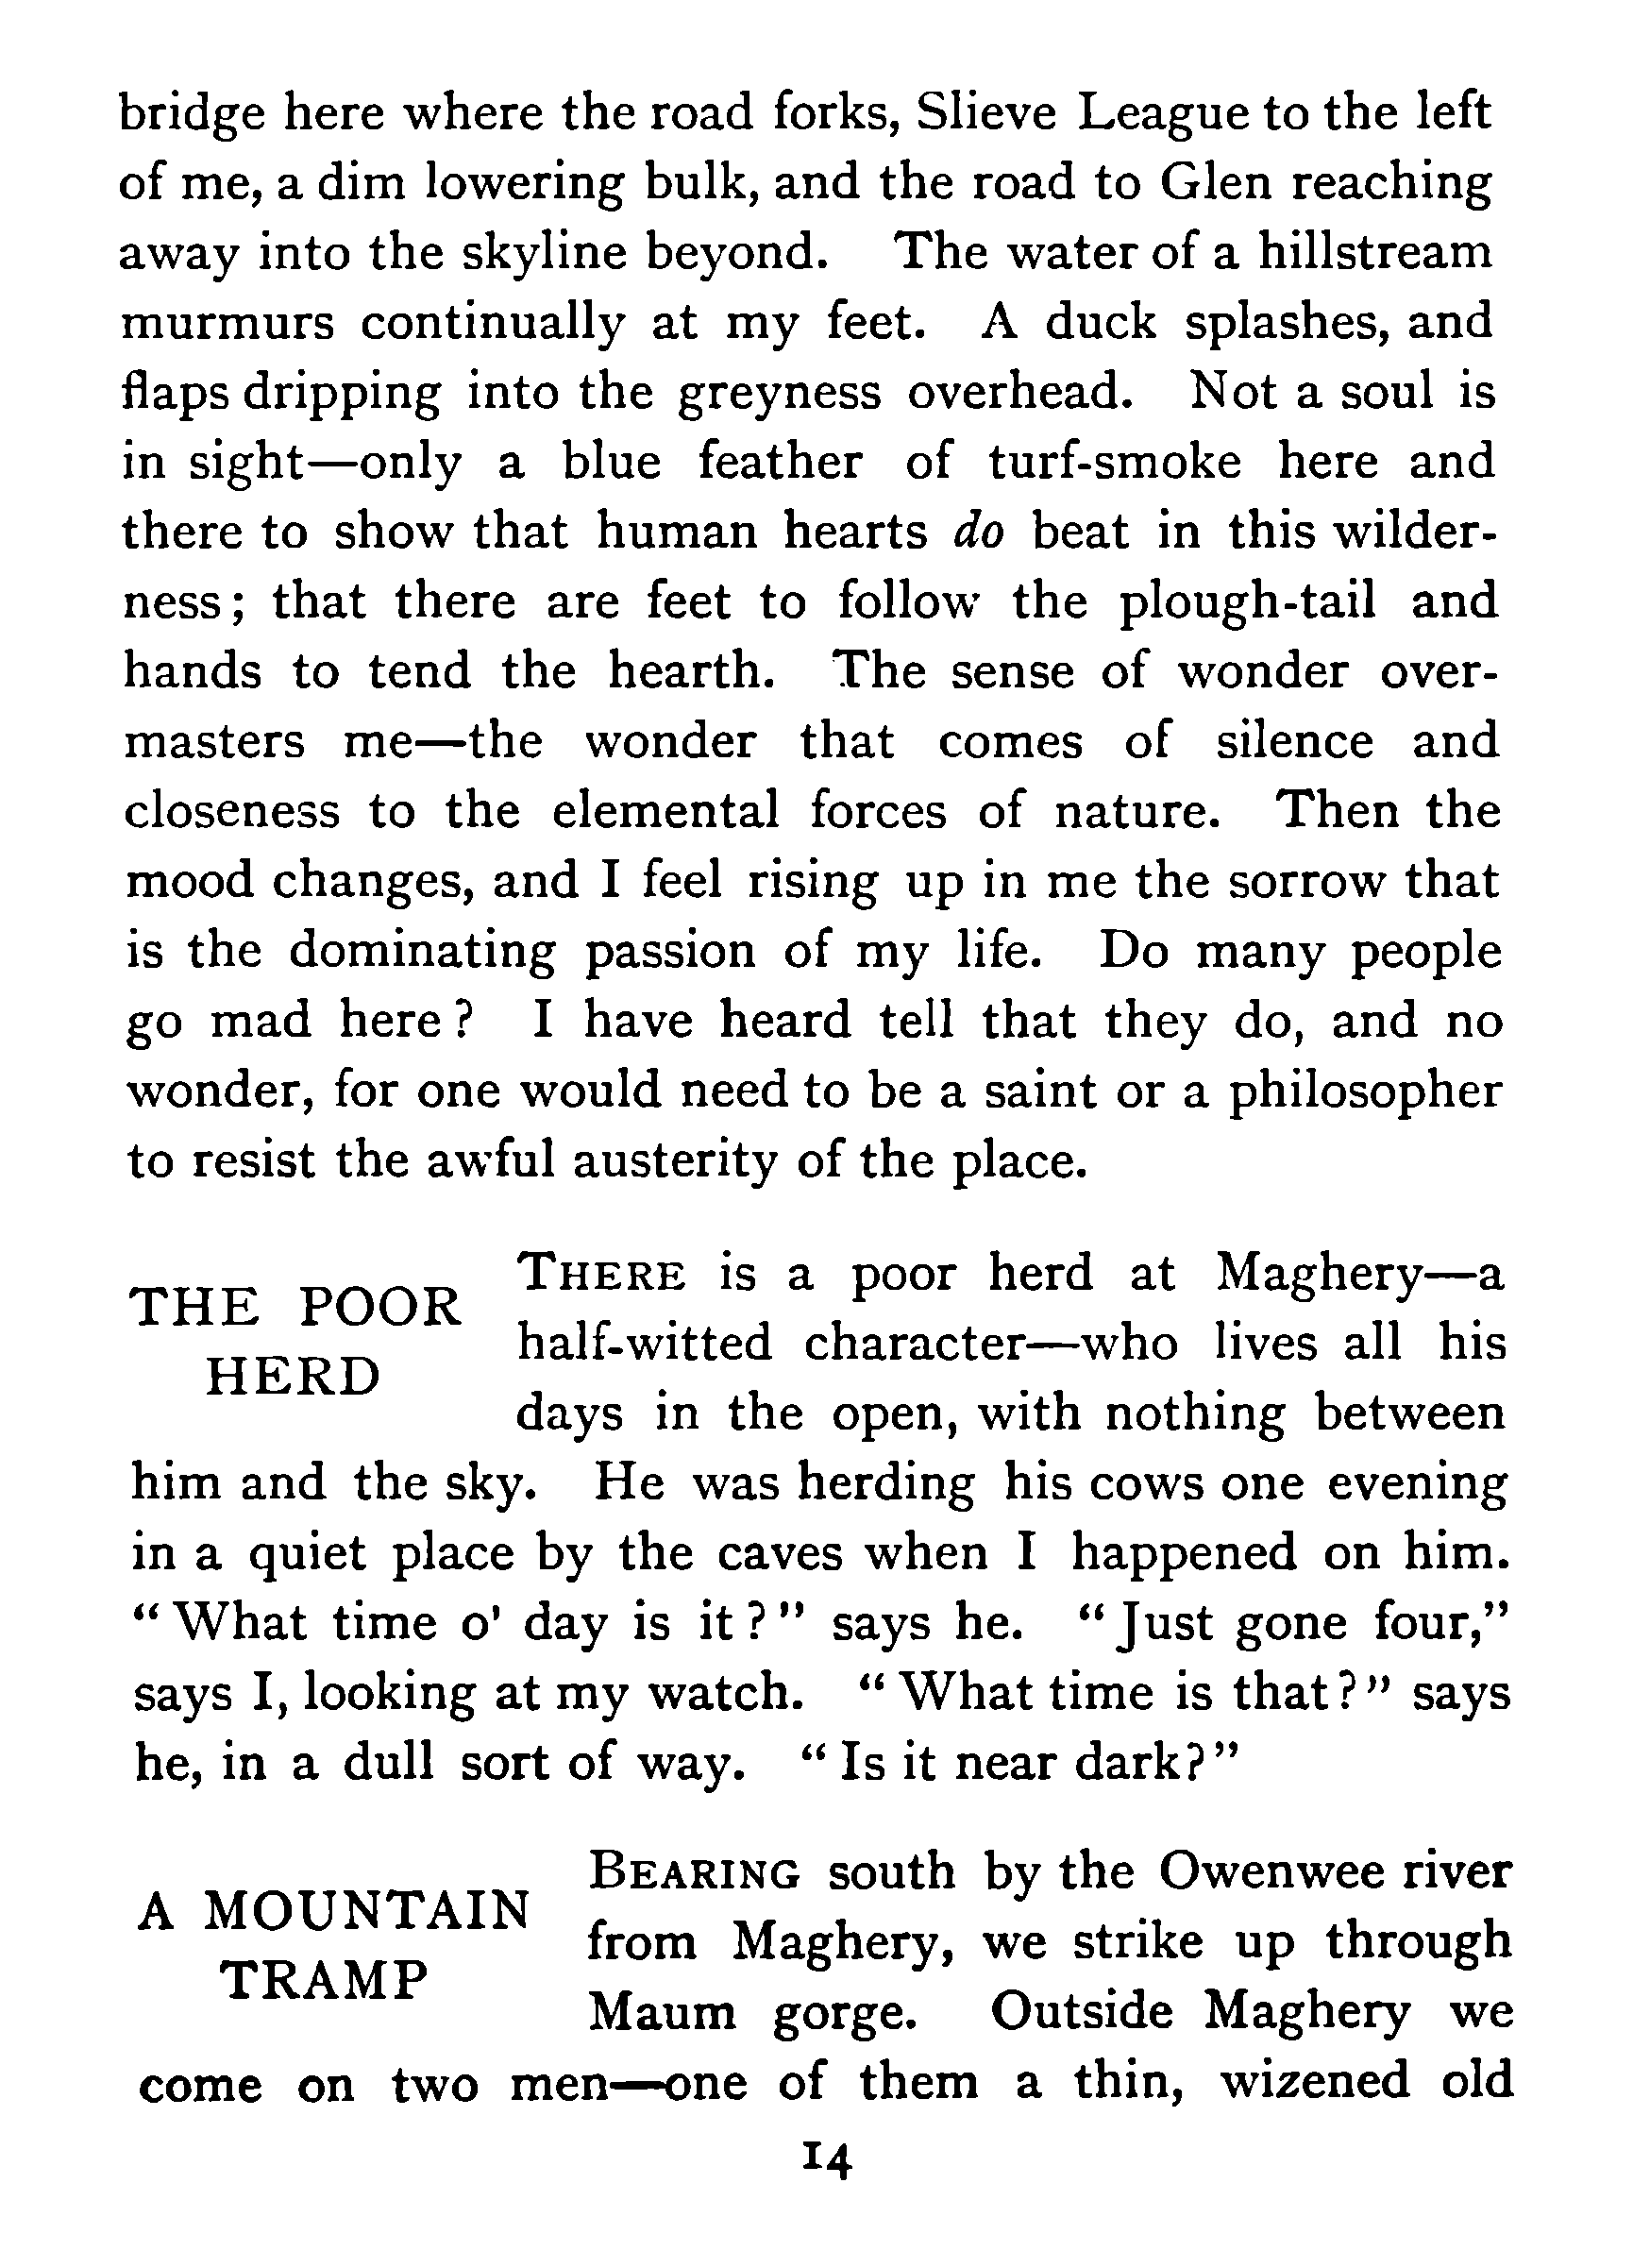 bridge here where the road forks, Slieve League to the left
of me, a dim lowering bulk, and the road to Glen reaching
away into the skyline beyond. The water of a hillstream
murmurs continually at my feet. A duck splashes, and
flaps dripping into the greyness overhead. Not a soul is
in sight—only a blue feather of turf-smoke here and
there to show that human hearts do beat in this wilder-
ness; that there are feet to follow the plough-tail and
hands to tend the hearth. The sense of wonder over-
masters me—the wonder that comes of silence and
closeness to the elemental forces of nature. Then the
mood changes, and I feel rising up in me the sorrow that
is the dominating passion of my life. Do many people
go mad here? I have heard tell that they do, and no
wonder, for one would need to be a saint or a philosopher
to resist the awful austerity of the place.
THE POOR
HERD
THERE is a poor herd at Maghery—a
half-witted character—who lives all his
days in the open, with nothing between
him and the sky. He was herding his cows one evening
in a quiet place by the caves when I happened on him.
"What time o' day is it?" says he. "Just gone four,"
says I, looking at my watch. "What time is that?" says
he, in a dull sort of way. "Is it near dark?"
A MOUNTAIN
TRAMP
BEARING south by the Owenwee river
from Maghery, we strike up through
Maum gorge. Outside Maghery we
come on two men—one of them a thin, wizened old
14